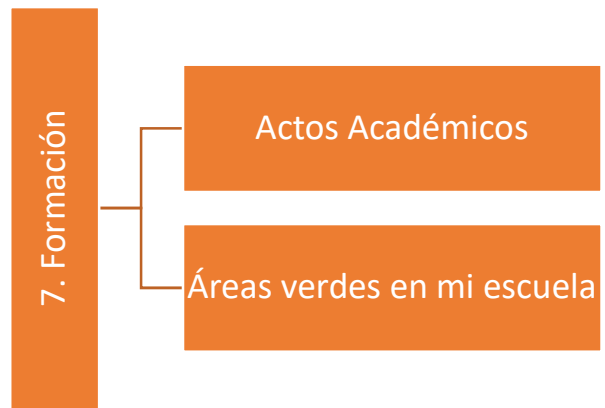 7. Formación
Actos Académicos
Áreas verdes en mi escuela